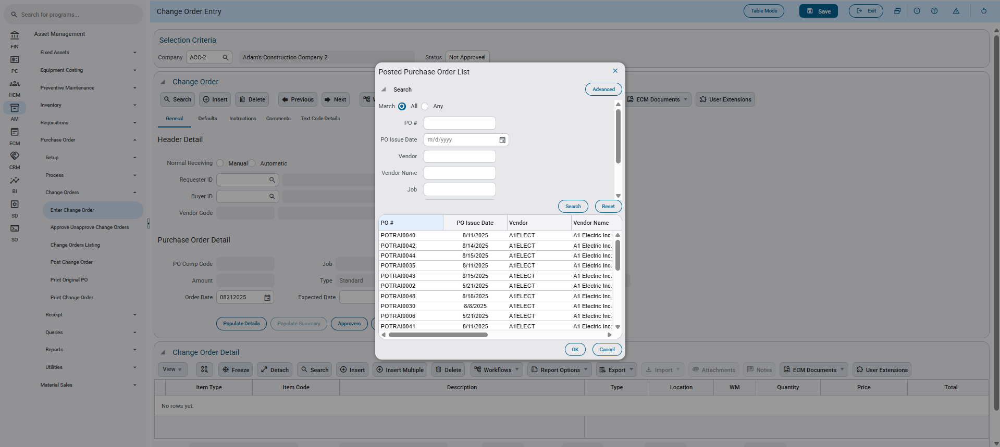 Search for programs...
Change Order Entry
Table Mode
Save
Exit
FIN
PC
HCM
AM
ECM
CRM
BI
SD
SO
Asset Management
Fixed Assets
Equipment Costing
Preventive Maintenance
Inventory
Requisitions
Purchase Order
Setup
Process
Change Orders
Enter Change Order
Approve Unapprove Change Orders
Change Orders Listing
Post Change Order
Print Original PO
Print Change Order
Receipt
Queries
Reports
Utilities
Material Sales
Selection Criteria
Company ACC-2 Adam's Construction Company 2 Status Not Approved
Change Order
Search Insert Delete Previous Next ECM Documents User Extensions
General Defaults Instructions Comments Text Code Details
Header Detail
Normal Receiving Manual Automatic
Requester ID
Buyer ID
Vendor Code
Purchase Order Detail
PO Comp Code Job
Amount Type Standard
Order Date 08212025 Expected Date
Populate Details Populate Summary Approvers
Posted Purchase Order List
Search Advanced
Match All Any
PO #
PO Issue Date m/d/yyyy
Vendor
Vendor Name
Job
Search Reset
PO # PO Issue Date Vendor Vendor Name
POTRAI0040 8/11/2025 A1ELECT A1 Electric Inc.
POTRAI0042 8/14/2025 A1ELECT A1 Electric Inc.
POTRAI0044 8/15/2025 A1ELECT A1 Electric Inc.
POTRAI0035 8/11/2025 A1ELECT A1 Electric Inc.
POTRAI0043 8/15/2025 A1ELECT A1 Electric Inc.
POTRAI0002 5/21/2025 A1ELECT A1 Electric Inc.
POTRAI0048 8/18/2025 A1ELECT A1 Electric Inc.
POTRAI0030 8/8/2025 A1ELECT A1 Electric Inc.
POTRAI0006 5/21/2025 A1ELECT A1 Electric Inc.
POTRAI0041 8/11/2025 A1ELECT A1 Electric Inc.
OK Cancel
Change Order Detail
View Freeze Detach Search Insert Insert Multiple Delete Workflows Report Options Export Import Attachments Notes ECM Documents User Extensions
Item Type Item Code Description Type Location WM Quantity Price Total
No rows yet.